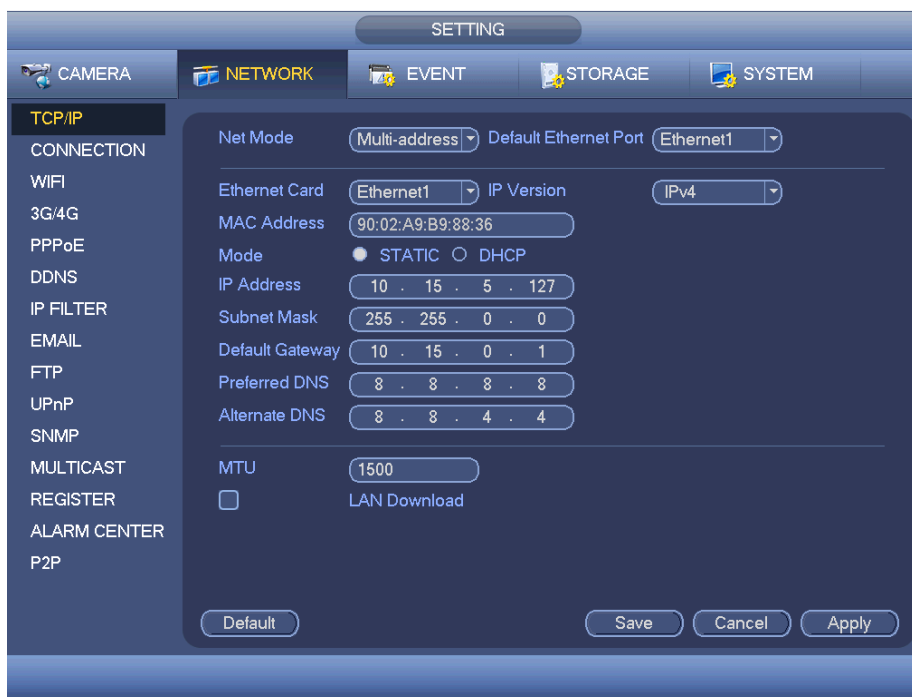 SETTING
CAMERA NETWORK EVENT STORAGE SYSTEM
TCP/IP
CONNECTION
WIFI
3G/4G
PPPoE
DDNS
IP FILTER
EMAIL
FTP
UPnP
SNMP
MULTICAST
REGISTER
ALARM CENTER
P2P
Net Mode Multi-address Default Ethernet Port Ethernet1
Ethernet Card Ethernet1 IP Version IPv4
MAC Address 90:02:A9:B9:88:36
Mode STATIC DHCP
IP Address 10 . 15 . 5 . 127
Subnet Mask 255 . 255 . 0 . 0
Default Gateway 10 . 15 . 0 . 1
Preferred DNS 8 . 8 . 8 . 8
Alternate DNS 8 . 8 . 4 . 4
MTU 1500
LAN Download
Default Save Cancel Apply